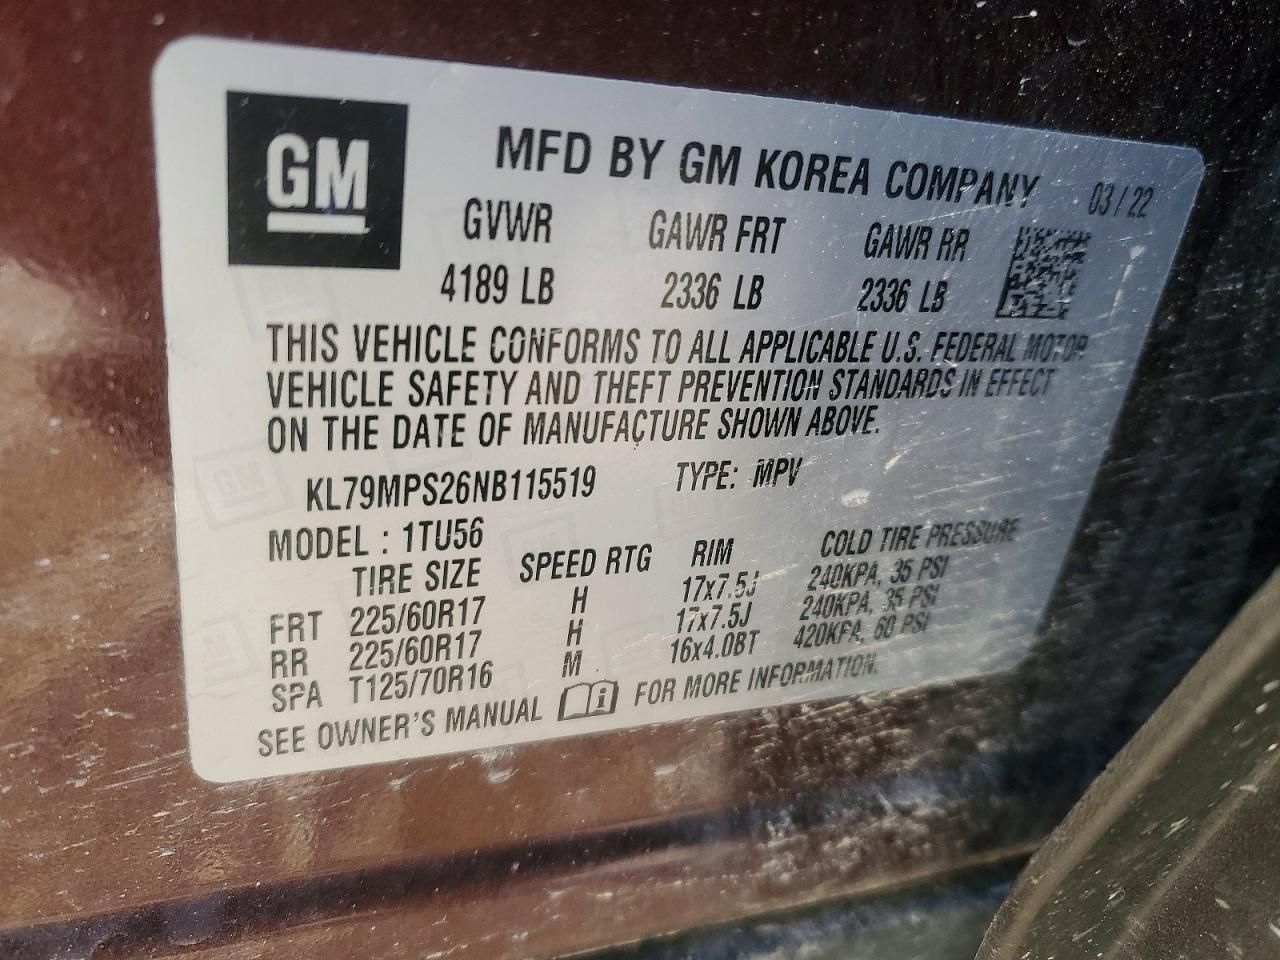 GM
MFD BY GM KOREA COMPANY 03/22
GVWR GAWR FRT GAWR RR
4189 LB 2336 LB 2336 LB
THIS VEHICLE CONFORMS TO ALL APPLICABLE U.S. FEDERAL MOTOR
VEHICLE SAFETY AND THEFT PREVENTION STANDARDS IN EFFECT
ON THE DATE OF MANUFACTURE SHOWN ABOVE.
KL79MPS26NB115519 TYPE: MPV
MODEL : 1TU56
TIRE SIZE SPEED RTG RIM COLD TIRE PRESSURE
FRT 225/60R17 H 17x7.5J 240KPA, 35 PSI
RR 225/60R17 H 17x7.5J 240KPA, 35 PSI
SPA T125/70R16 M 16x4.0BT 420KPA, 60 PSI
SEE OWNER'S MANUAL i FOR MORE INFORMATION.